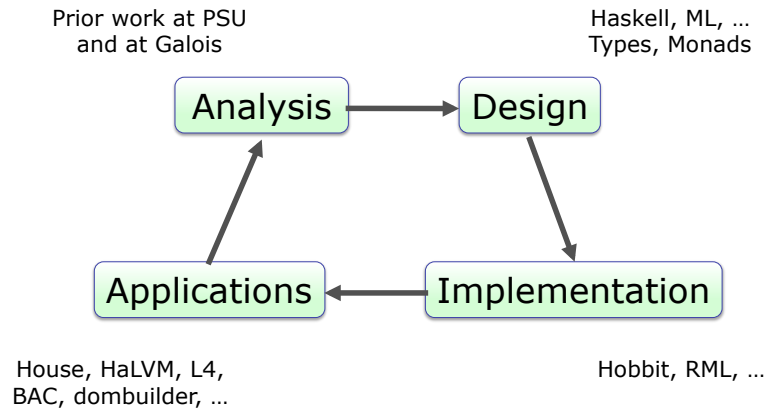 Prior work at PSU
and at Galois
Haskell, ML, …
Types, Monads
Analysis
Design
Applications
Implementation
House, HaLVM, L4,
BAC, dombuilder, …
Hobbit, RML, …